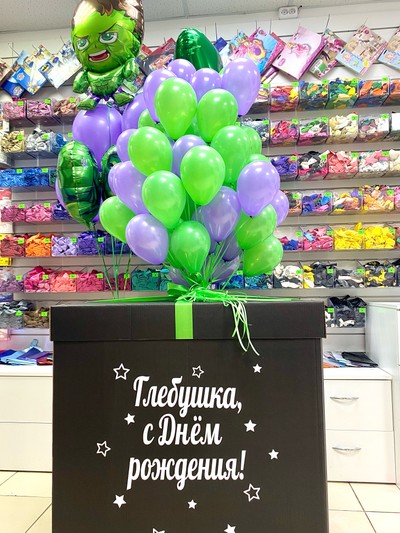 Глебушка,
с Днём
рождения!